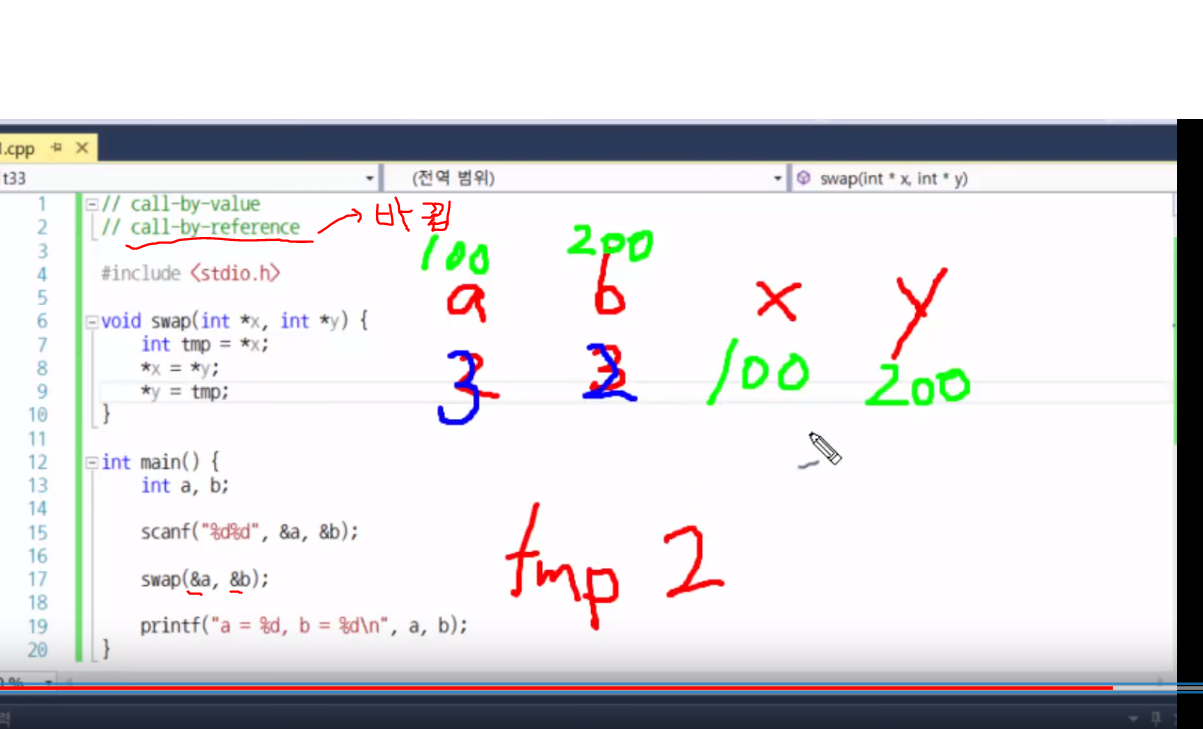 .cpp
t33
(전역 범위)
swap(int * x, int * y)
1 // call-by-value
2 // call-by-reference
바뀜
3
4 #include <stdio.h>
5
6 void swap(int *x, int *y) {
7 int tmp = *x;
8 *x = *y;
9 *y = tmp;
10 }
11
12 int main() {
13 int a, b;
14
15 scanf("%d%d", &a, &b);
16
17 swap(&a, &b);
18
19 printf("a = %d, b = %d\n", a, b);
20 }
100 200
a b x y
3 2 100 200
tmp 2